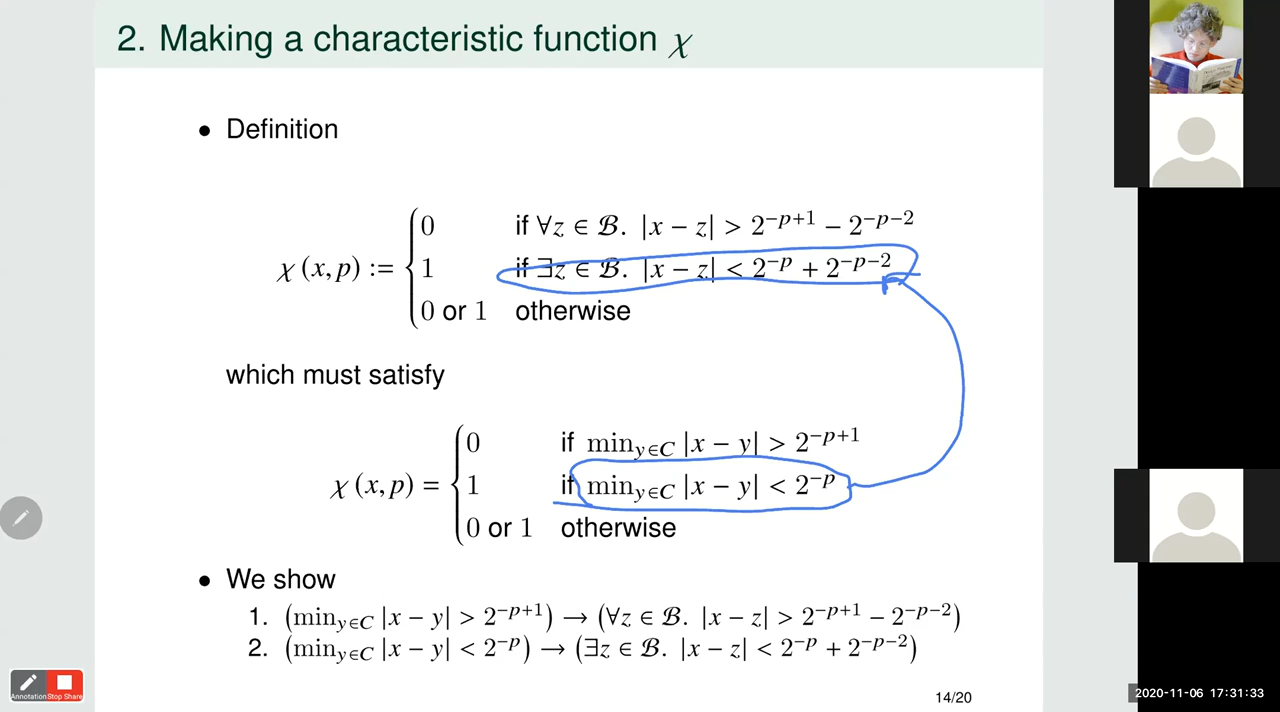 2. Making a characteristic function χ
• Definition
χ(x, p) := { 0 if ∀z ∈ ℬ. |x − z| > 2^{−p+1} − 2^{−p−2}
1 if ∃z ∈ ℬ. |x − z| < 2^{−p} + 2^{−p−2}
0 or 1 otherwise
which must satisfy
χ(x, p) = { 0 if min_{y∈C} |x − y| > 2^{−p+1}
1 if min_{y∈C} |x − y| < 2^{−p}
0 or 1 otherwise
• We show
1. (min_{y∈C} |x − y| > 2^{−p+1}) → (∀z ∈ ℬ. |x − z| > 2^{−p+1} − 2^{−p−2})
2. (min_{y∈C} |x − y| < 2^{−p}) → (∃z ∈ ℬ. |x − z| < 2^{−p} + 2^{−p−2})
14/20
Annotation Stop Share
2020-11-06 17:31:33